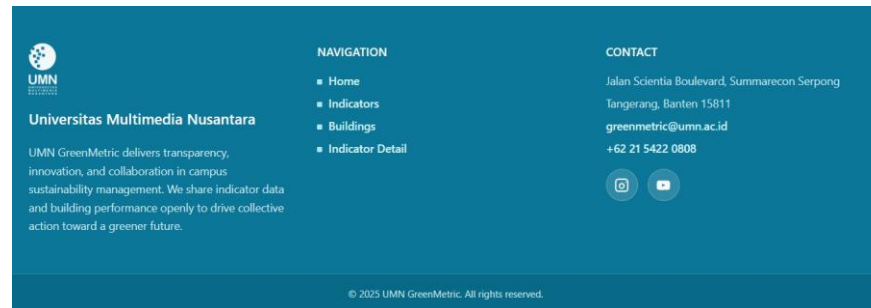 UMN
UNIVERSITAS
MULTIMEDIA
NUSANTARA
Universitas Multimedia Nusantara
UMN GreenMetric delivers transparency,
innovation, and collaboration in campus
sustainability management. We share indicator data
and building performance openly to drive collective
action toward a greener future.
NAVIGATION
Home
Indicators
Buildings
Indicator Detail
CONTACT
Jalan Scientia Boulevard, Summarecon Serpong
Tangerang, Banten 15811
greenmetric@umn.ac.id
+62 21 5422 0808
© 2025 UMN GreenMetric. All rights reserved.